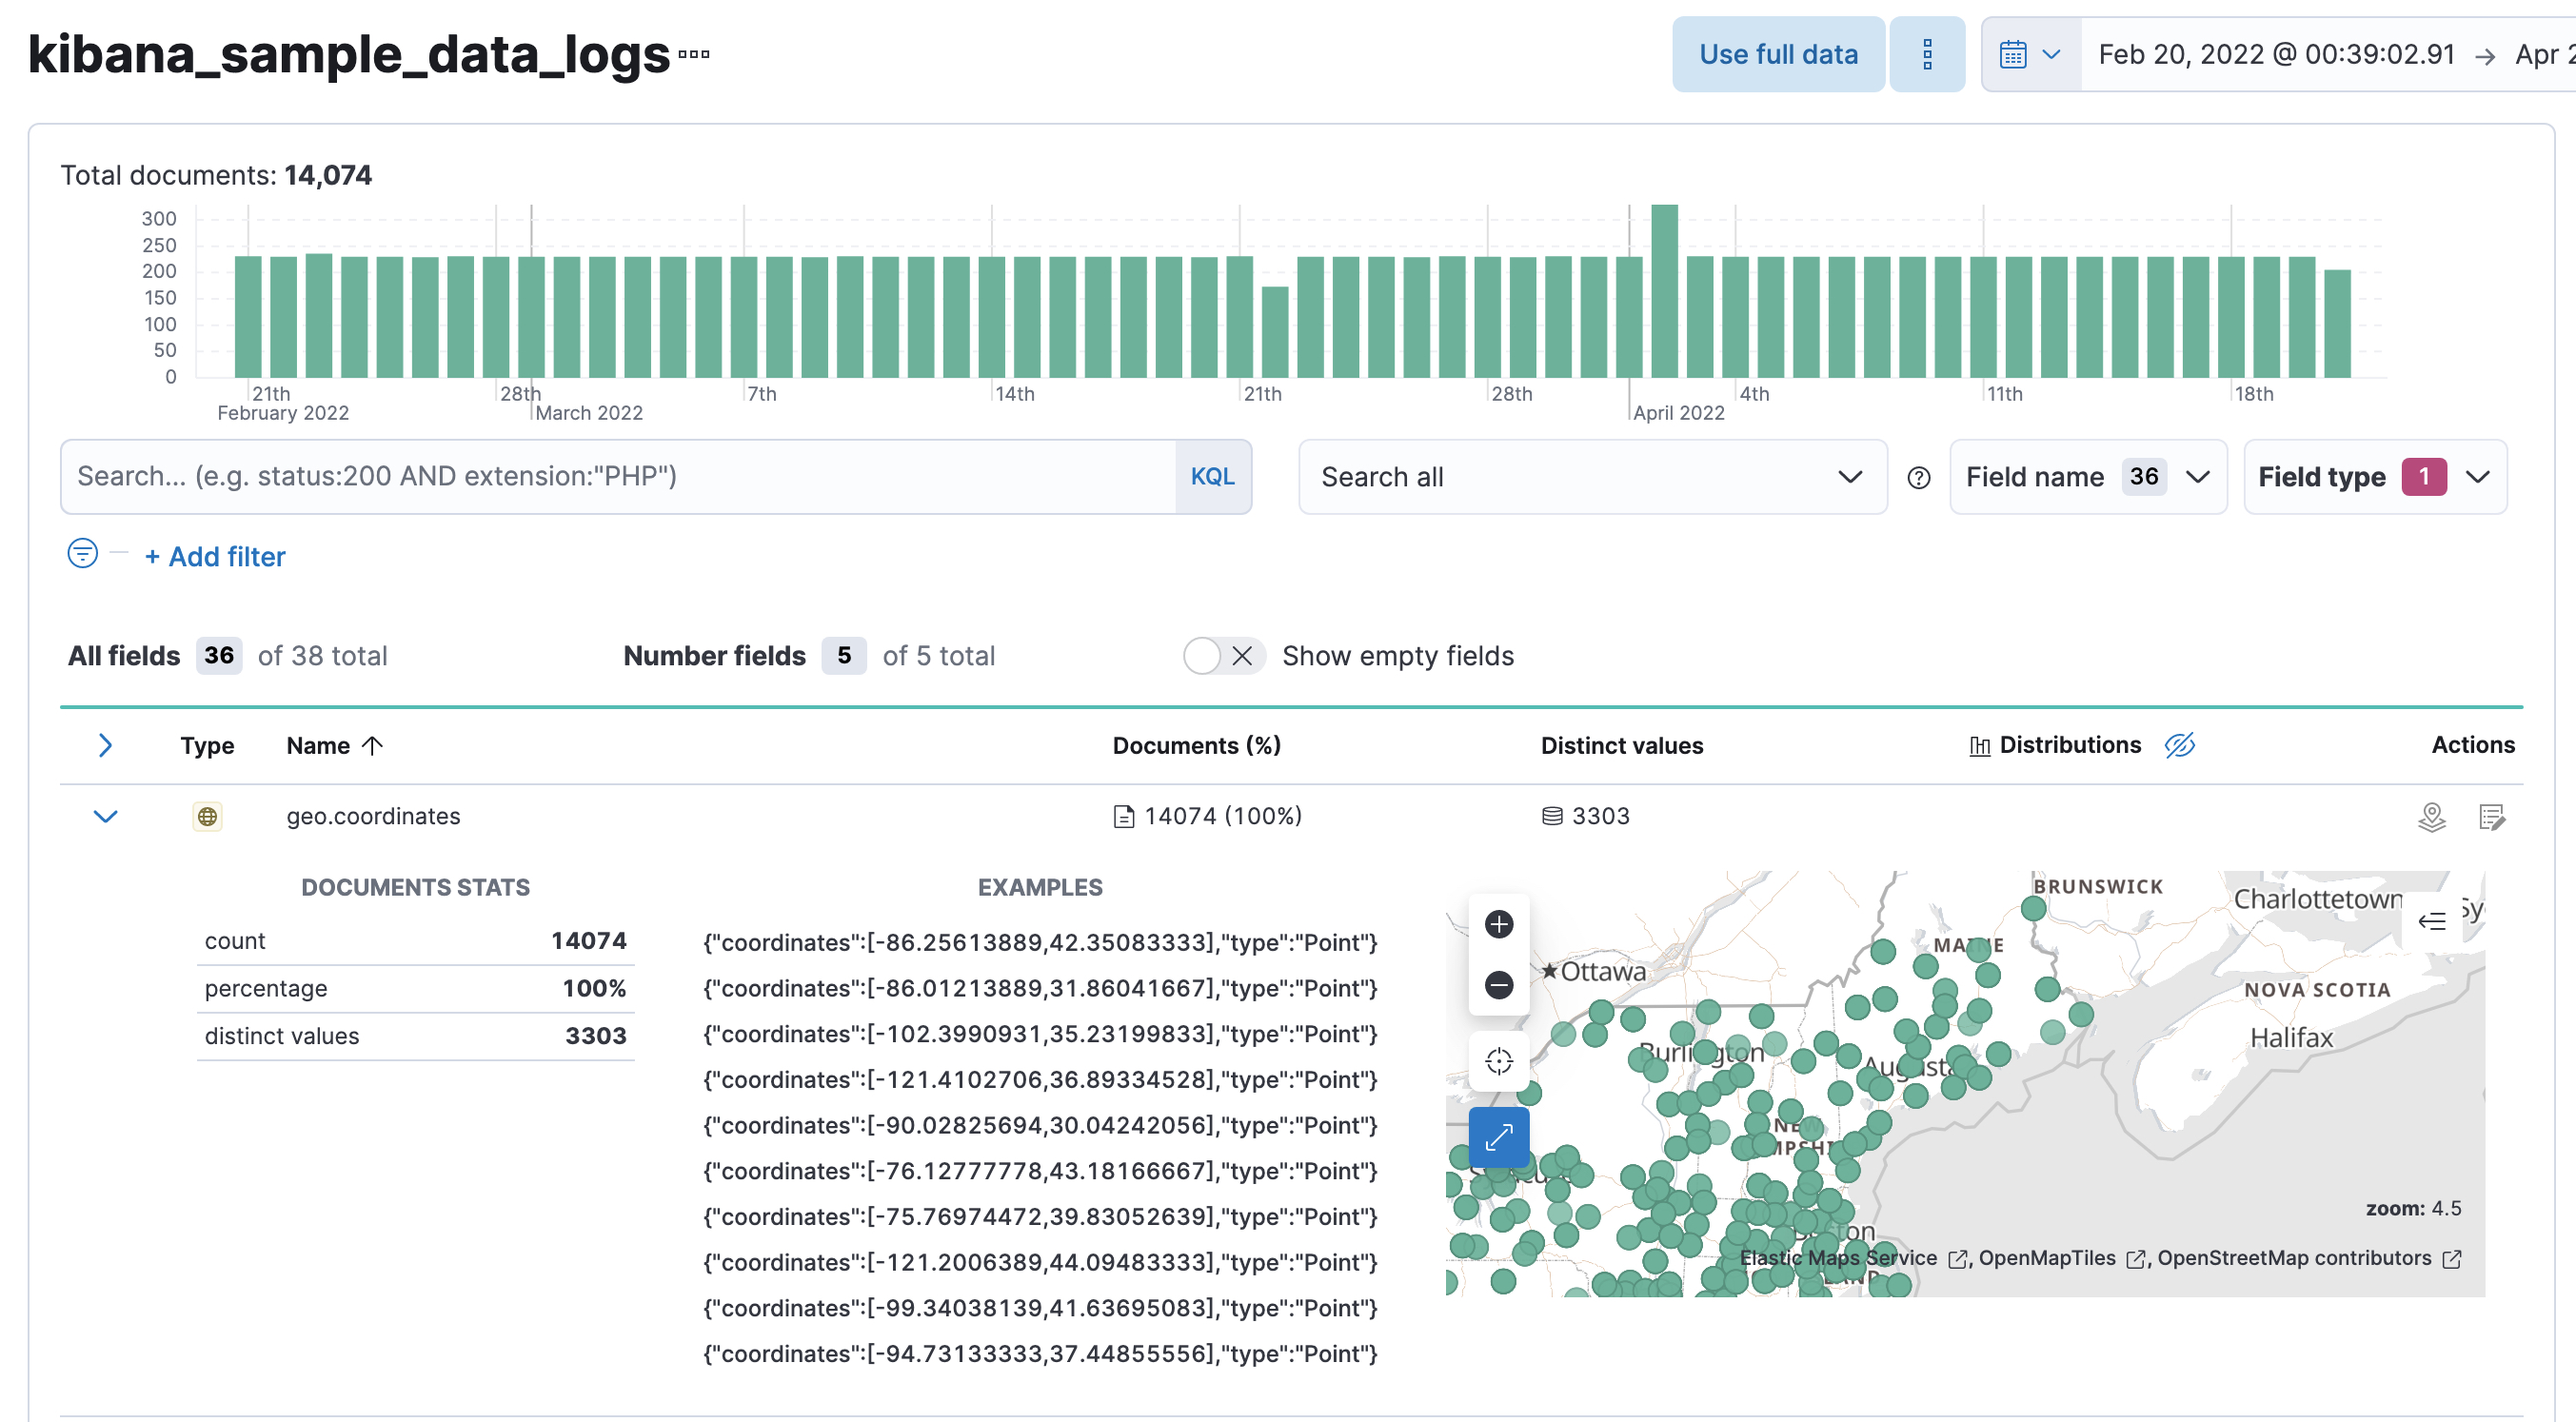 kibana_sample_data_logs
Use full data
Feb 20, 2022 @ 00:39:02.91 → Apr 2
Total documents: 14,074
300
250
200
150
100
50
0
21th 28th 7th 14th 21th 28th 4th 11th 18th
February 2022 March 2022 April 2022
Search... (e.g. status:200 AND extension:"PHP") KQL Search all Field name 36 Field type 1
+ Add filter
All fields 36 of 38 total Number fields 5 of 5 total Show empty fields
Type Name Documents (%) Distinct values Distributions Actions
geo.coordinates 14074 (100%) 3303
DOCUMENTS STATS
count 14074
percentage 100%
distinct values 3303
EXAMPLES
{"coordinates":[-86.25613889,42.35083333],"type":"Point"}
{"coordinates":[-86.01213889,31.86041667],"type":"Point"}
{"coordinates":[-102.3990931,35.23199833],"type":"Point"}
{"coordinates":[-121.4102706,36.89334528],"type":"Point"}
{"coordinates":[-90.02825694,30.04242056],"type":"Point"}
{"coordinates":[-76.12777778,43.18166667],"type":"Point"}
{"coordinates":[-75.76974472,39.83052639],"type":"Point"}
{"coordinates":[-121.2006389,44.09483333],"type":"Point"}
{"coordinates":[-99.34038139,41.63695083],"type":"Point"}
{"coordinates":[-94.73133333,37.44855556],"type":"Point"}
BRUNSWICK
Charlottetown
Sy
MAINE
Ottawa
NOVA SCOTIA
Halifax
Burlington
Augusta
NEW
zoom: 4.5
Elastic Maps Service , OpenMapTiles , OpenStreetMap contributors